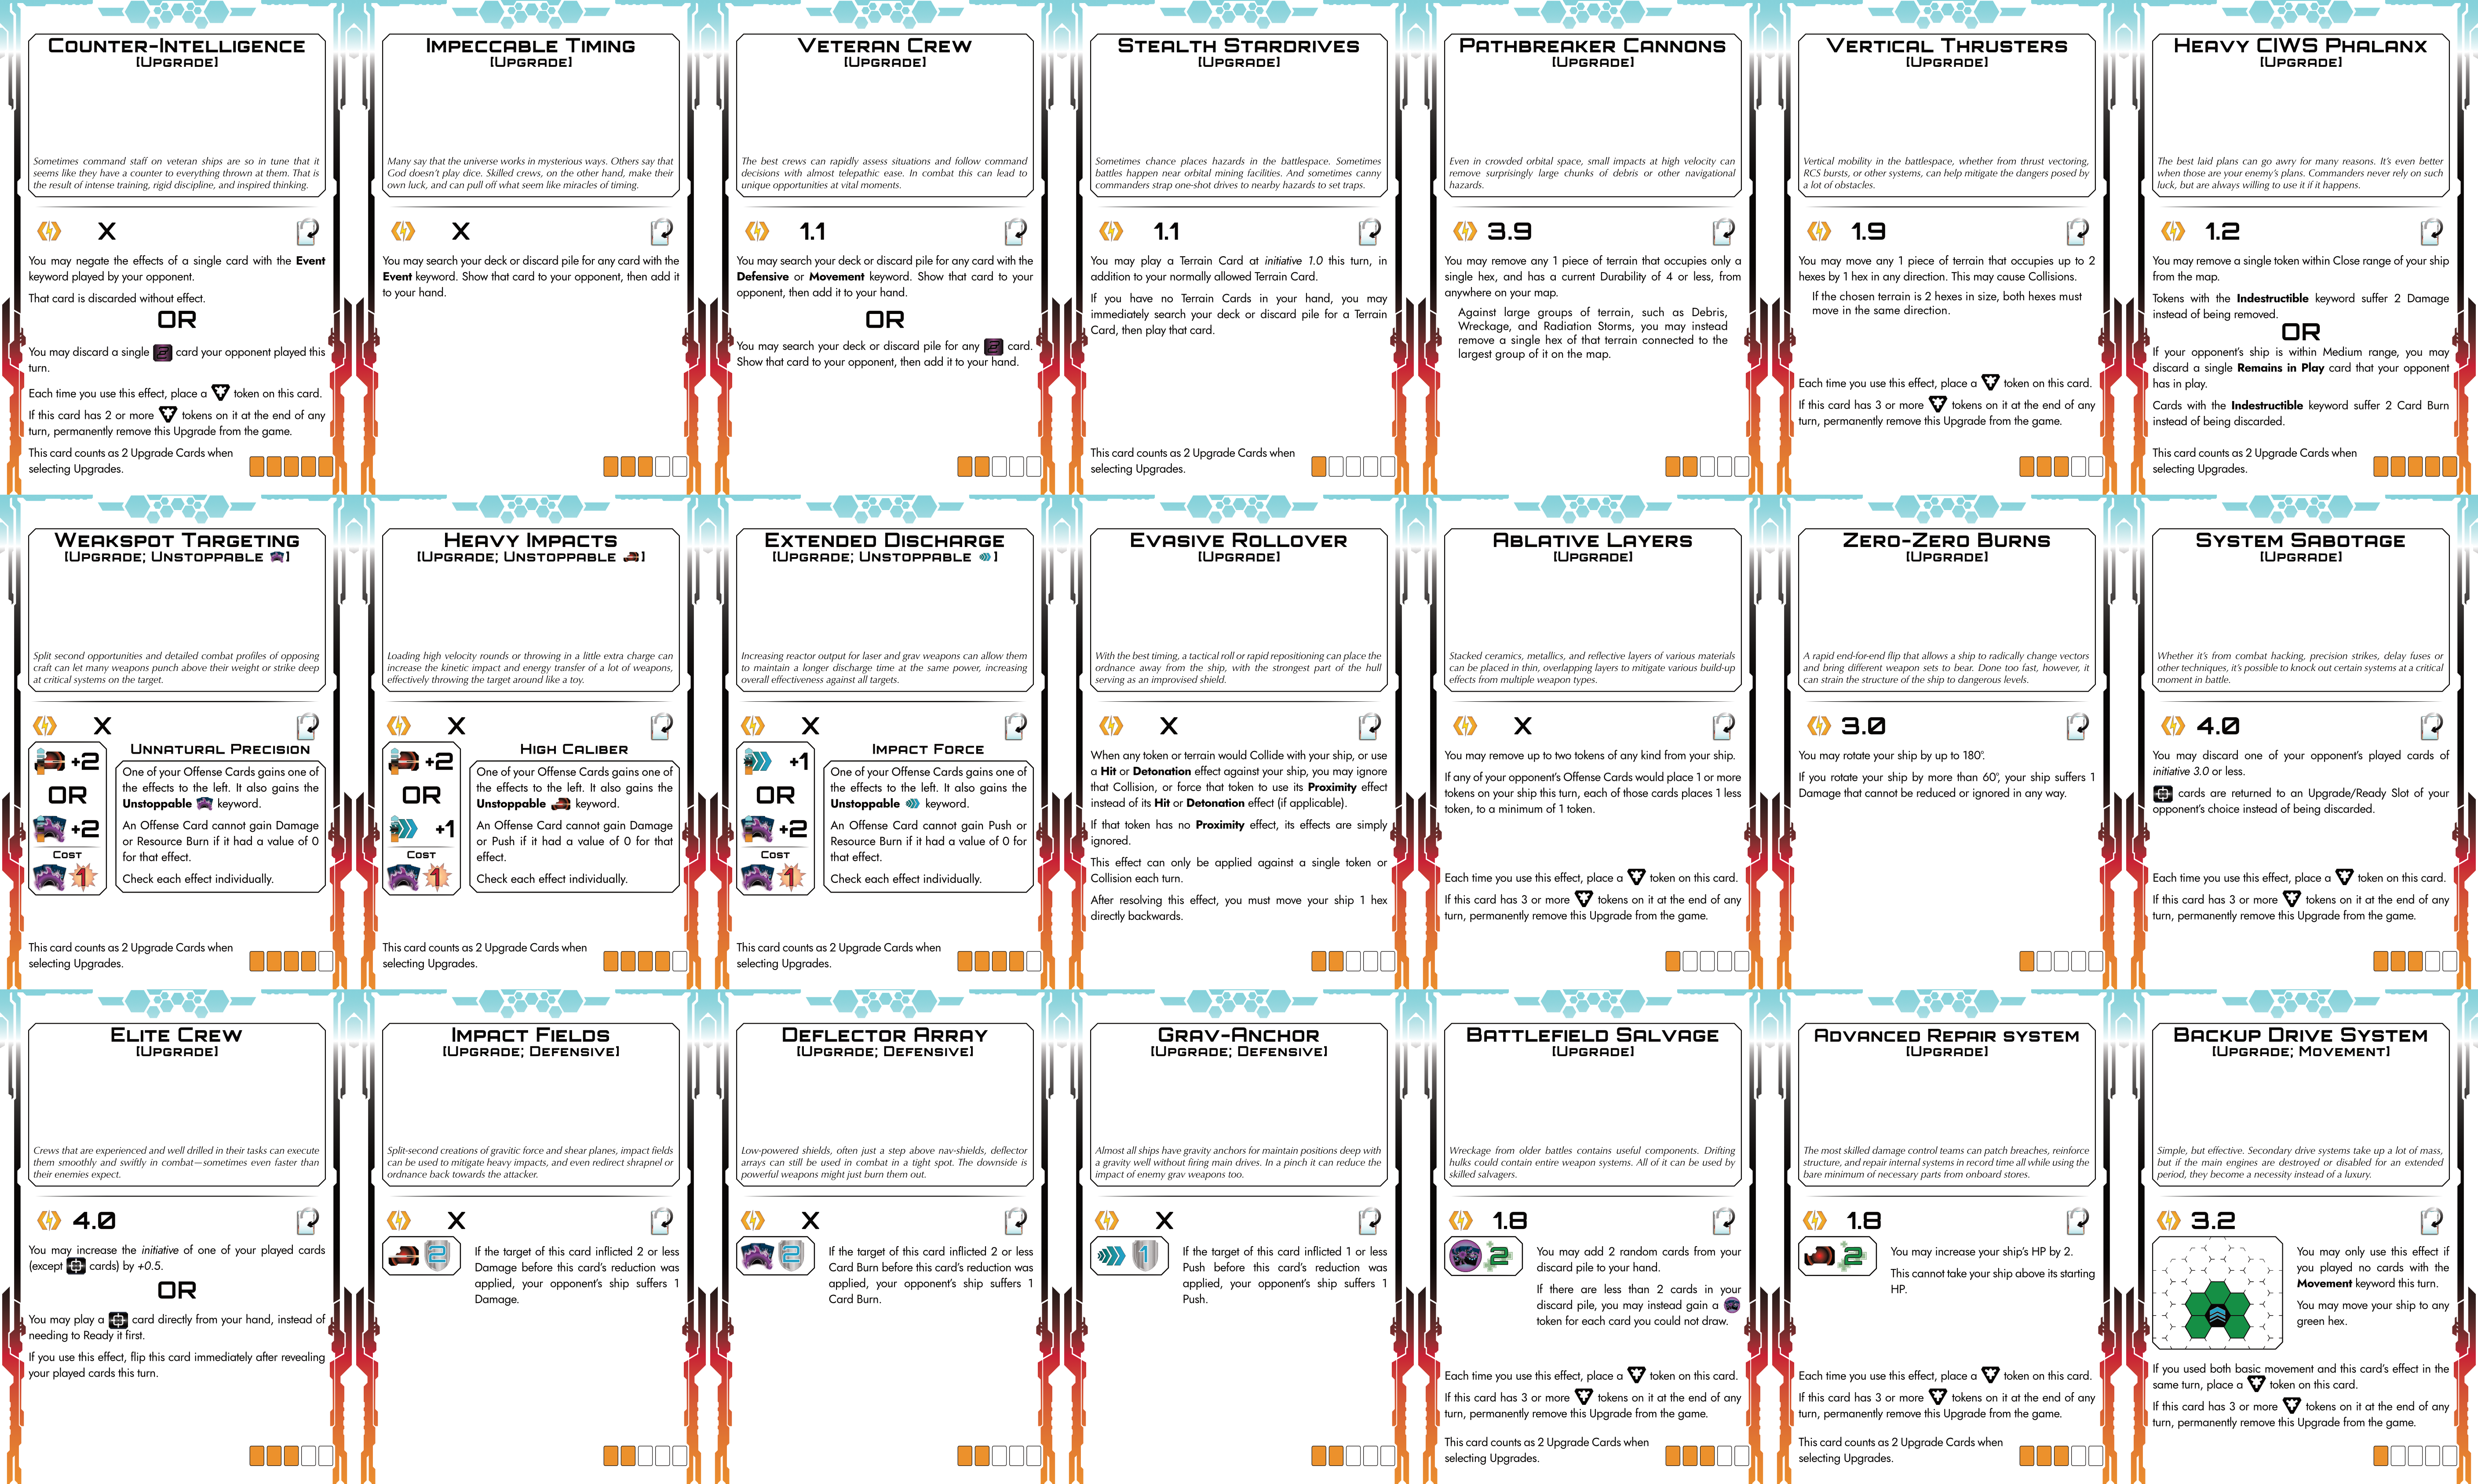 COUNTER-INTELLIGENCE
[UPGRADE]
Sometimes command staff on veteran ships are so in tune that it
seems like they have a counter to everything thrown at them. That is
the result of intense training, rigid discipline, and inspired thinking.
X
You may negate the effects of a single card with the Event
keyword played by your opponent.
That card is discarded without effect.
OR
You may discard a single card your opponent played this
turn.
Each time you use this effect, place a token on this card.
If this card has 2 or more tokens on it at the end of any
turn, permanently remove this Upgrade from the game.
This card counts as 2 Upgrade Cards when
selecting Upgrades.
IMPECCABLE TIMING
[UPGRADE]
Many say that the universe works in mysterious ways. Others say that
God doesn't play dice. Skilled crews, on the other hand, make their
own luck, and can pull off what seem like miracles of timing.
X
You may search your deck or discard pile for any card with the
Event keyword. Show that card to your opponent, then add it
to your hand.
VETERAN CREW
[UPGRADE]
The best crews can rapidly assess situations and follow command
decisions with almost telepathic ease. In combat this can lead to
unique opportunities at vital moments.
1.1
You may search your deck or discard pile for any card with the
Defensive or Movement keyword. Show that card to your
opponent, then add it to your hand.
OR
You may search your deck or discard pile for any card.
Show that card to your opponent, then add it to your hand.
STEALTH STARDRIVES
[UPGRADE]
Sometimes chance places hazards in the battlespace. Sometimes
battles happen near orbital mining facilities. And sometimes canny
commanders strap one-shot drives to nearby hazards to set traps.
1.1
You may play a Terrain Card at initiative 1.0 this turn, in
addition to your normally allowed Terrain Card.
If you have no Terrain Cards in your hand, you may
immediately search your deck or discard pile for a Terrain
Card, then play that card.
This card counts as 2 Upgrade Cards when
selecting Upgrades.
PATHBREAKER CANNONS
[UPGRADE]
Even in crowded orbital space, small impacts at high velocity can
remove surprisingly large chunks of debris or other navigational
hazards.
3.9
You may remove any 1 piece of terrain that occupies only a
single hex, and has a current Durability of 4 or less, from
anywhere on your map.
Against large groups of terrain, such as Debris,
Wreckage, and Radiation Storms, you may instead
remove a single hex of that terrain connected to the
largest group of it on the map.
VERTICAL THRUSTERS
[UPGRADE]
Vertical mobility in the battlespace, whether from thrust vectoring,
RCS bursts, or other systems, can help mitigate the dangers posed by
a lot of obstacles.
1.9
You may move any 1 piece of terrain that occupies up to 2
hexes by 1 hex in any direction. This may cause Collisions.
If the chosen terrain is 2 hexes in size, both hexes must
move in the same direction.
Each time you use this effect, place a token on this card.
If this card has 3 or more tokens on it at the end of any
turn, permanently remove this Upgrade from the game.
HEAVY CIWS PHALANX
[UPGRADE]
The best laid plans can go awry for many reasons. It's even better
when those are your enemy's plans. Commanders never rely on such
luck, but are always willing to use it if it happens.
1.2
You may remove a single token within Close range of your ship
from the map.
Tokens with the Indestructible keyword suffer 2 Damage
instead of being removed.
OR
If your opponent's ship is within Medium range, you may
discard a single Remains in Play card that your opponent
has in play.
Cards with the Indestructible keyword suffer 2 Card Burn
instead of being discarded.
This card counts as 2 Upgrade Cards when
selecting Upgrades.
WEAKSPOT TARGETING
[UPGRADE; UNSTOPPABLE ]
Split second opportunities and detailed combat profiles of opposing
craft can let many weapons punch above their weight or strike deep
at critical systems on the target.
X
+2
OR
+2
COST
1
UNNATURAL PRECISION
One of your Offense Cards gains one of
the effects to the left. It also gains the
Unstoppable keyword.
An Offense Card cannot gain Damage
or Resource Burn if it had a value of 0
for that effect.
Check each effect individually.
This card counts as 2 Upgrade Cards when
selecting Upgrades.
HEAVY IMPACTS
[UPGRADE; UNSTOPPABLE ]
Loading high velocity rounds or throwing in a little extra charge can
increase the kinetic impact and energy transfer of a lot of weapons,
effectively throwing the target around like a toy.
X
+2
OR
+1
COST
1
HIGH CALIBER
One of your Offense Cards gains one of
the effects to the left. It also gains the
Unstoppable keyword.
An Offense Card cannot gain Damage
or Push if it had a value of 0 for that
effect.
Check each effect individually.
This card counts as 2 Upgrade Cards when
selecting Upgrades.
EXTENDED DISCHARGE
[UPGRADE; UNSTOPPABLE ]
Increasing reactor output for laser and grav weapons can allow them
to maintain a longer discharge time at the same power, increasing
overall effectiveness against all targets.
X
+1
OR
+2
COST
1
IMPACT FORCE
One of your Offense Cards gains one of
the effects to the left. It also gains the
Unstoppable keyword.
An Offense Card cannot gain Push or
Resource Burn if it had a value of 0 for
that effect.
Check each effect individually.
This card counts as 2 Upgrade Cards when
selecting Upgrades.
EVASIVE ROLLOVER
[UPGRADE]
With the best timing, a tactical roll or rapid repositioning can place the
ordnance away from the ship, with the strongest part of the hull
serving as an improvised shield.
X
When any token or terrain would Collide with your ship, or use
a Hit or Detonation effect against your ship, you may ignore
that Collision, or force that token to use its Proximity effect
instead of its Hit or Detonation effect (if applicable).
If that token has no Proximity effect, its effects are simply
ignored.
This effect can only be applied against a single token or
Collision each turn.
After resolving this effect, you must move your ship 1 hex
directly backwards.
ABLATIVE LAYERS
[UPGRADE]
Stacked ceramics, metallics, and reflective layers of various materials
can be placed in thin, overlapping layers to mitigate various build-up
effects from multiple weapon types.
X
You may remove up to two tokens of any kind from your ship.
If any of your opponent's Offense Cards would place 1 or more
tokens on your ship this turn, each of those cards places 1 less
token, to a minimum of 1 token.
Each time you use this effect, place a token on this card.
If this card has 3 or more tokens on it at the end of any
turn, permanently remove this Upgrade from the game.
ZERO-ZERO BURNS
[UPGRADE]
A rapid end-for-end flip that allows a ship to radically change vectors
and bring different weapon sets to bear. Done too fast, however, it
can strain the structure of the ship to dangerous levels.
3.0
You may rotate your ship by up to 180°.
If you rotate your ship by more than 60°, your ship suffers 1
Damage that cannot be reduced or ignored in any way.
SYSTEM SABOTAGE
[UPGRADE]
Whether it's from combat hacking, precision strikes, delay fuses or
other techniques, it's possible to knock out certain systems at a critical
moment in battle.
4.0
You may discard one of your opponent's played cards of
initiative 3.0 or less.
cards are returned to an Upgrade/Ready Slot of your
opponent's choice instead of being discarded.
Each time you use this effect, place a token on this card.
If this card has 3 or more tokens on it at the end of any
turn, permanently remove this Upgrade from the game.
ELITE CREW
[UPGRADE]
Crews that are experienced and well drilled in their tasks can execute
them smoothly and swiftly in combat—sometimes even faster than
their enemies expect.
4.0
You may increase the initiative of one of your played cards
(except cards) by +0.5.
OR
You may play a card directly from your hand, instead of
needing to Ready it first.
If you use this effect, flip this card immediately after revealing
your played cards this turn.
IMPACT FIELDS
[UPGRADE; DEFENSIVE]
Split-second creations of gravitic force and shear planes, impact fields
can be used to mitigate heavy impacts, and even redirect shrapnel or
ordnance back towards the attacker.
X
2
If the target of this card inflicted 2 or less
Damage before this card's reduction was
applied, your opponent's ship suffers 1
Damage.
DEFLECTOR ARRAY
[UPGRADE; DEFENSIVE]
Low-powered shields, often just a step above nav-shields, deflector
arrays can still be used in combat in a tight spot. The downside is
powerful weapons might just burn them out.
X
2
If the target of this card inflicted 2 or less
Card Burn before this card's reduction was
applied, your opponent's ship suffers 1
Card Burn.
GRAV-ANCHOR
[UPGRADE; DEFENSIVE]
Almost all ships have gravity anchors for maintain positions deep with
a gravity well without firing main drives. In a pinch it can reduce the
impact of enemy grav weapons too.
X
1
If the target of this card inflicted 1 or less
Push before this card's reduction was
applied, your opponent's ship suffers 1
Push.
BATTLEFIELD SALVAGE
[UPGRADE]
Wreckage from older battles contains useful components. Drifting
hulks could contain entire weapon systems. All of it can be used by
skilled salvagers.
1.8
2
You may add 2 random cards from your
discard pile to your hand.
If there are less than 2 cards in your
discard pile, you may instead gain a
token for each card you could not draw.
Each time you use this effect, place a token on this card.
If this card has 3 or more tokens on it at the end of any
turn, permanently remove this Upgrade from the game.
This card counts as 2 Upgrade Cards when
selecting Upgrades.
ADVANCED REPAIR SYSTEM
[UPGRADE]
The most skilled damage control teams can patch breaches, reinforce
structure, and repair internal systems in record time all while using the
bare minimum of necessary parts from onboard stores.
1.8
2
You may increase your ship's HP by 2.
This cannot take your ship above its starting
HP.
Each time you use this effect, place a token on this card.
If this card has 3 or more tokens on it at the end of any
turn, permanently remove this Upgrade from the game.
This card counts as 2 Upgrade Cards when
selecting Upgrades.
BACKUP DRIVE SYSTEM
[UPGRADE; MOVEMENT]
Simple, but effective. Secondary drive systems take up a lot of mass,
but if the main engines are destroyed or disabled for an extended
period, they become a necessity instead of a luxury.
3.2
You may only use this effect if
you played no cards with the
Movement keyword this turn.
You may move your ship to any
green hex.
If you used both basic movement and this card's effect in the
same turn, place a token on this card.
If this card has 3 or more tokens on it at the end of any
turn, permanently remove this Upgrade from the game.